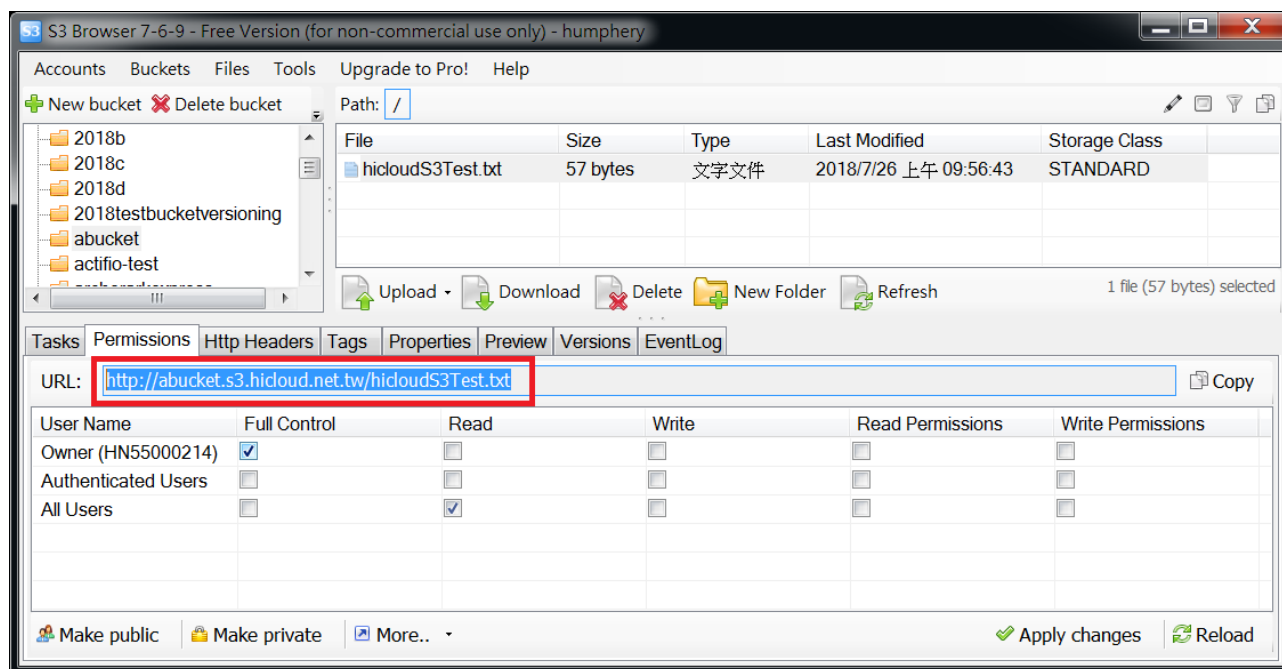 S3 S3 Browser 7-6-9 - Free Version (for non-commercial use only) - humphery
Accounts Buckets Files Tools Upgrade to Pro! Help
New bucket Delete bucket Path: /
2018b
2018c
2018d
2018testbucketversioning
abucket
actifio-test
File Size Type Last Modified Storage Class
hicloudS3Test.txt 57 bytes 文字文件 2018/7/26 上午 09:56:43 STANDARD
Upload Download Delete New Folder Refresh 1 file (57 bytes) selected
Tasks Permissions Http Headers Tags Properties Preview Versions EventLog
URL: http://abucket.s3.hicloud.net.tw/hicloudS3Test.txt Copy
User Name Full Control Read Write Read Permissions Write Permissions
Owner (HN55000214)
Authenticated Users
All Users
Make public Make private More.. Apply changes Reload